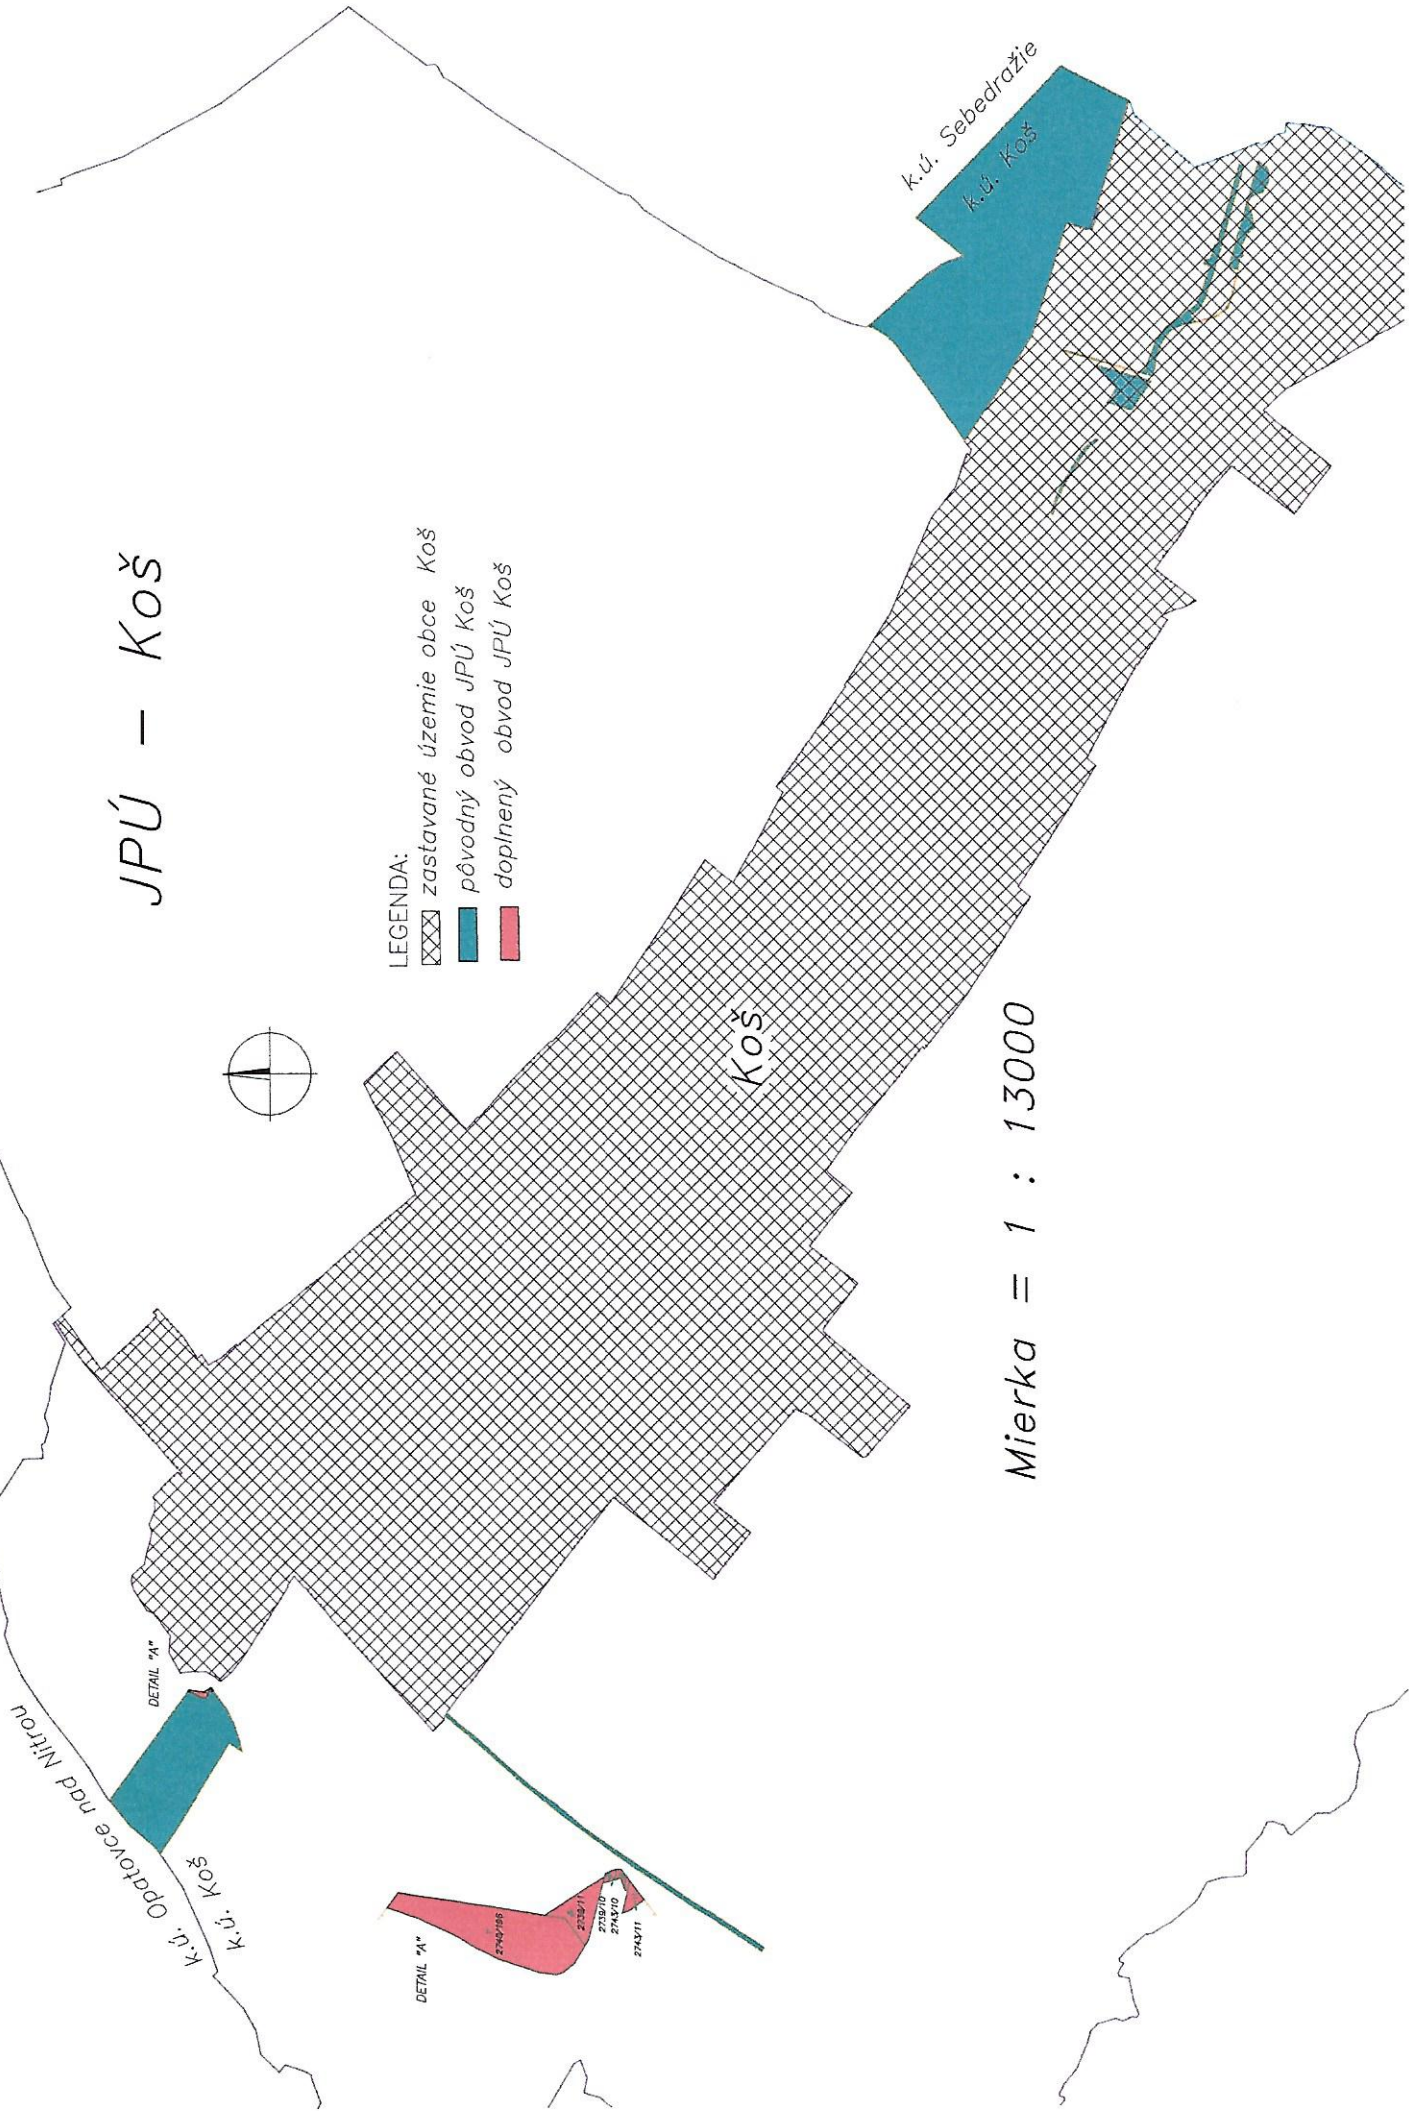 JPÚ - Koš
LEGENDA:
zastavané územie obce Koš
pôvodný obvod JPÚ Koš
doplnený obvod JPÚ Koš
k.ú. Sebedražie
k.ú. Koš
Koš
Mierka = 1 : 13000
k.ú. Opatovce nad Nitrou
k.ú. Koš
DETAIL "A"
DETAIL "A"
2740/186
2739/11
2739/10
2743/10
2743/11